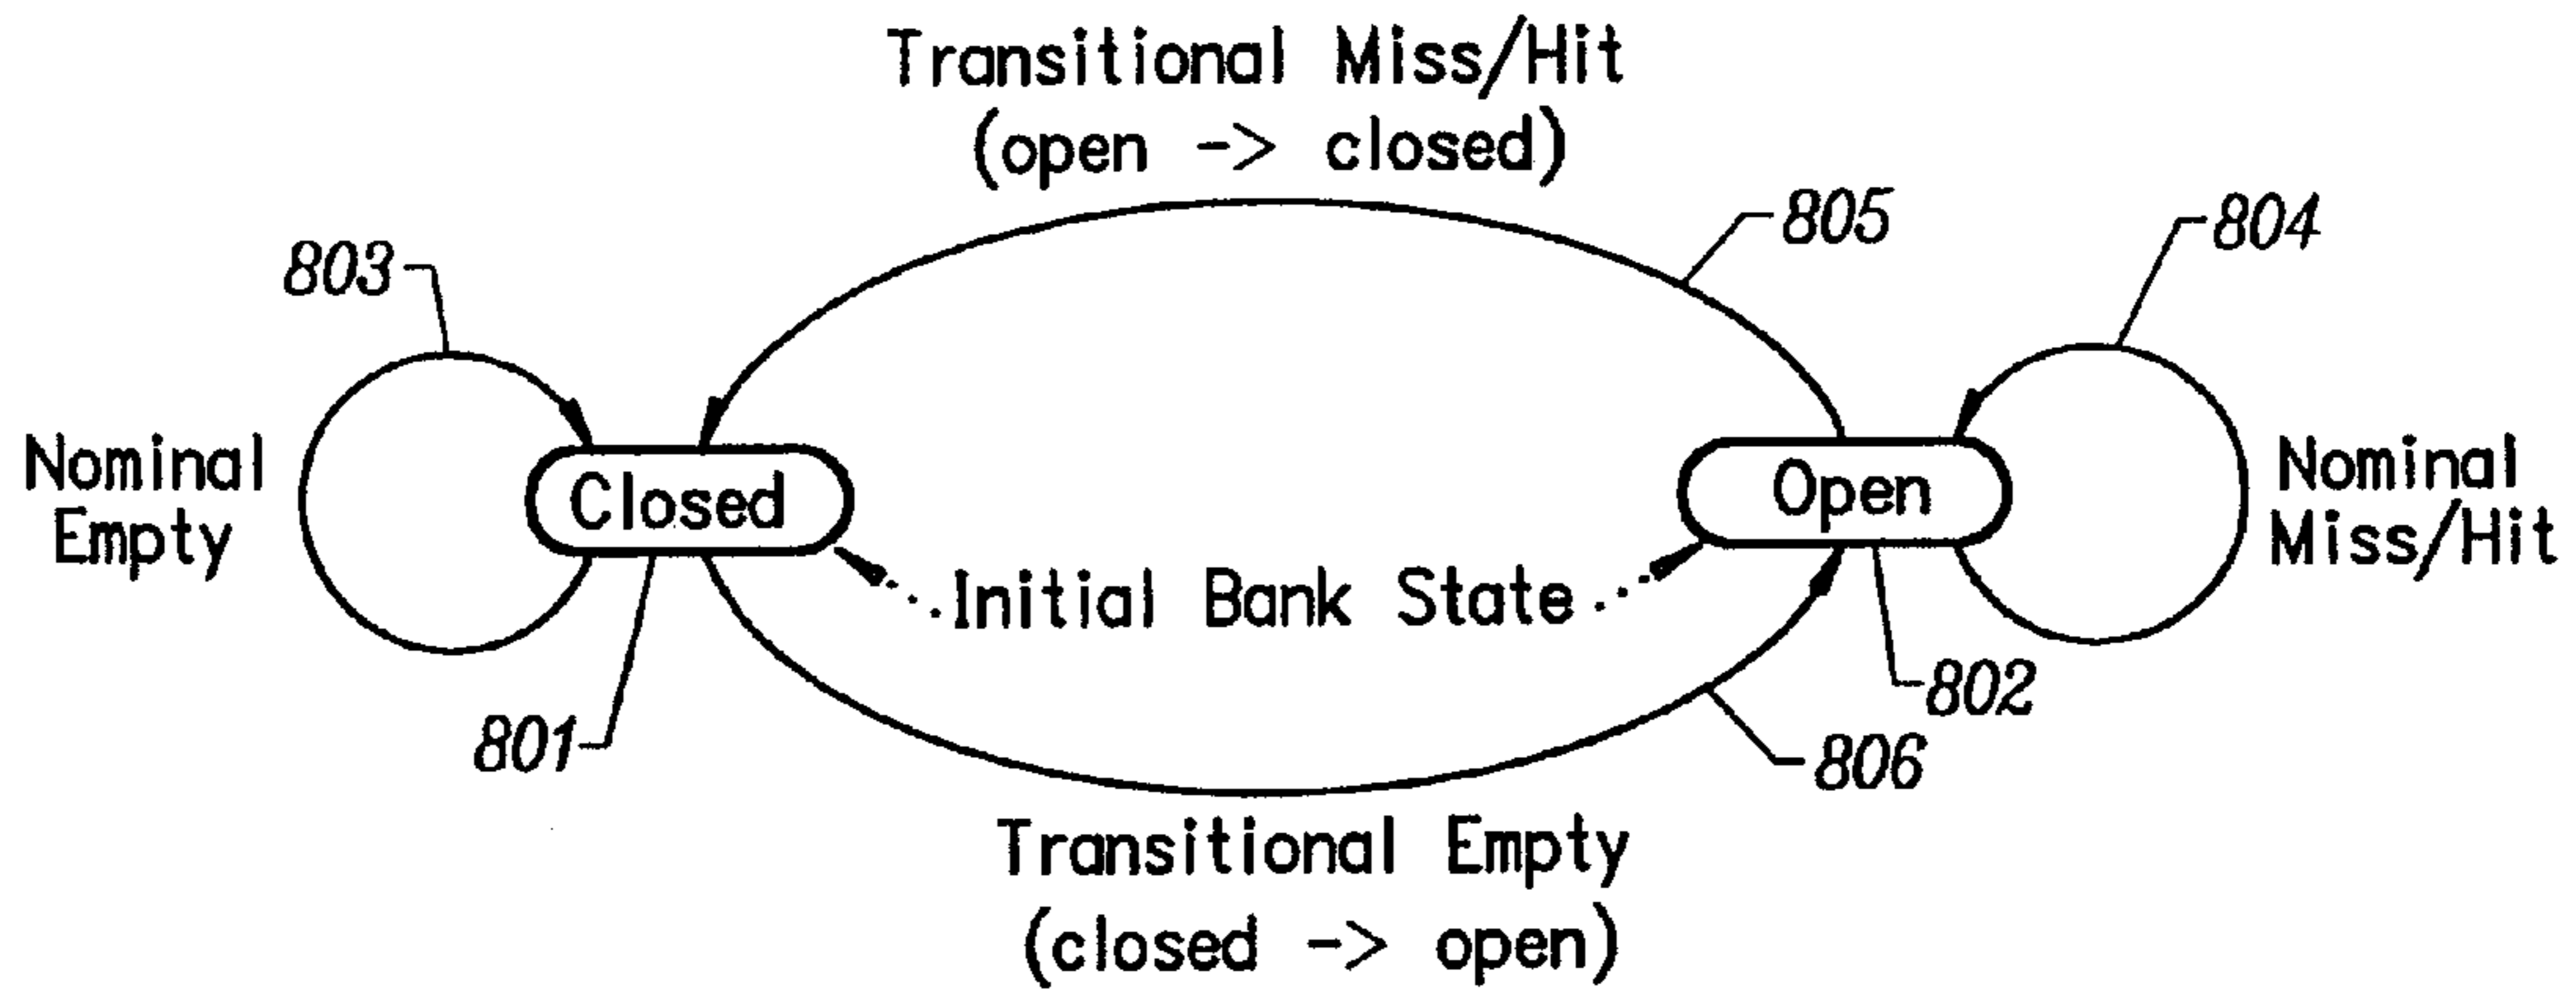 Transitional Miss/Hit
(open -> closed)
805
804
803
Nominal
Empty
Closed
Open
Nominal
Miss/Hit
Initial Bank State
802
801
806
Transitional Empty
(closed -> open)